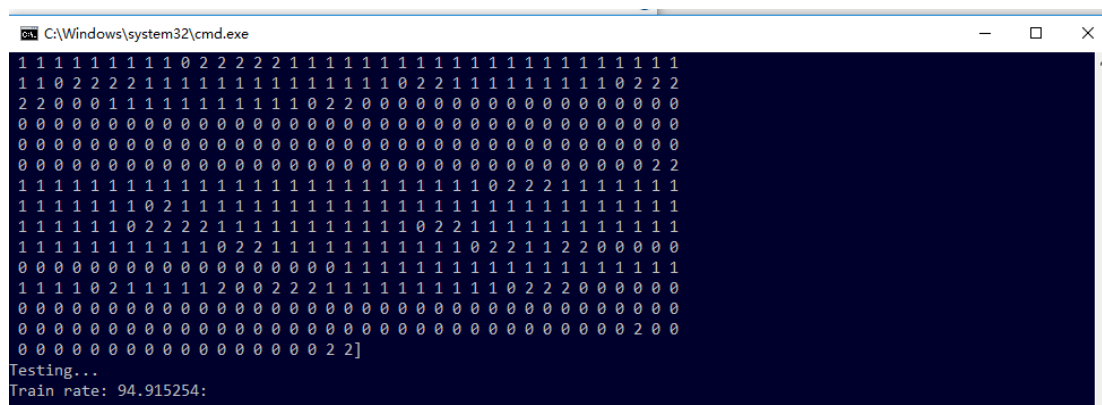 C:\Windows\system32\cmd.exe
1 1 1 1 1 1 1 1 1 0 2 2 2 2 2 1 1 1 1 1 1 1 1 1 1 1 1 1 1 1 1 1 1 1 1 1 1
1 1 0 2 2 2 2 1 1 1 1 1 1 1 1 1 1 1 1 1 1 0 2 2 1 1 1 1 1 1 1 1 1 0 2 2 2
2 2 0 0 0 1 1 1 1 1 1 1 1 1 1 1 0 2 2 0 0 0 0 0 0 0 0 0 0 0 0 0 0 0 0 0 0
0 0 0 0 0 0 0 0 0 0 0 0 0 0 0 0 0 0 0 0 0 0 0 0 0 0 0 0 0 0 0 0 0 0 0 0 0
0 0 0 0 0 0 0 0 0 0 0 0 0 0 0 0 0 0 0 0 0 0 0 0 0 0 0 0 0 0 0 0 0 0 0 0 0
0 0 0 0 0 0 0 0 0 0 0 0 0 0 0 0 0 0 0 0 0 0 0 0 0 0 0 0 0 0 0 0 0 0 0 2 2
1 1 1 1 1 1 1 1 1 1 1 1 1 1 1 1 1 1 1 1 1 1 1 1 1 1 0 2 2 2 1 1 1 1 1 1 1
1 1 1 1 1 1 1 0 2 1 1 1 1 1 1 1 1 1 1 1 1 1 1 1 1 1 1 1 1 1 1 1 1 1 1 1 1
1 1 1 1 1 1 0 2 2 2 2 1 1 1 1 1 1 1 1 1 1 1 0 2 2 1 1 1 1 1 1 1 1 1 1 1 1
1 1 1 1 1 1 1 1 1 1 1 0 2 2 1 1 1 1 1 1 1 1 1 1 1 0 2 2 1 1 2 2 0 0 0 0 0
0 0 0 0 0 0 0 0 0 0 0 0 0 0 0 0 0 0 1 1 1 1 1 1 1 1 1 1 1 1 1 1 1 1 1 1 1
1 1 1 1 0 2 1 1 1 1 1 2 0 0 2 2 2 1 1 1 1 1 1 1 1 1 1 0 2 2 2 0 0 0 0 0 0
0 0 0 0 0 0 0 0 0 0 0 0 0 0 0 0 0 0 0 0 0 0 0 0 0 0 0 0 0 0 0 0 0 0 0 0 0
0 0 0 0 0 0 0 0 0 0 0 0 0 0 0 0 0 0 0 0 0 0 0 0 0 0 0 0 0 0 0 0 0 0 2 0 0
0 0 0 0 0 0 0 0 0 0 0 0 0 0 0 0 0 2 2]
Testing...
Train rate: 94.915254: